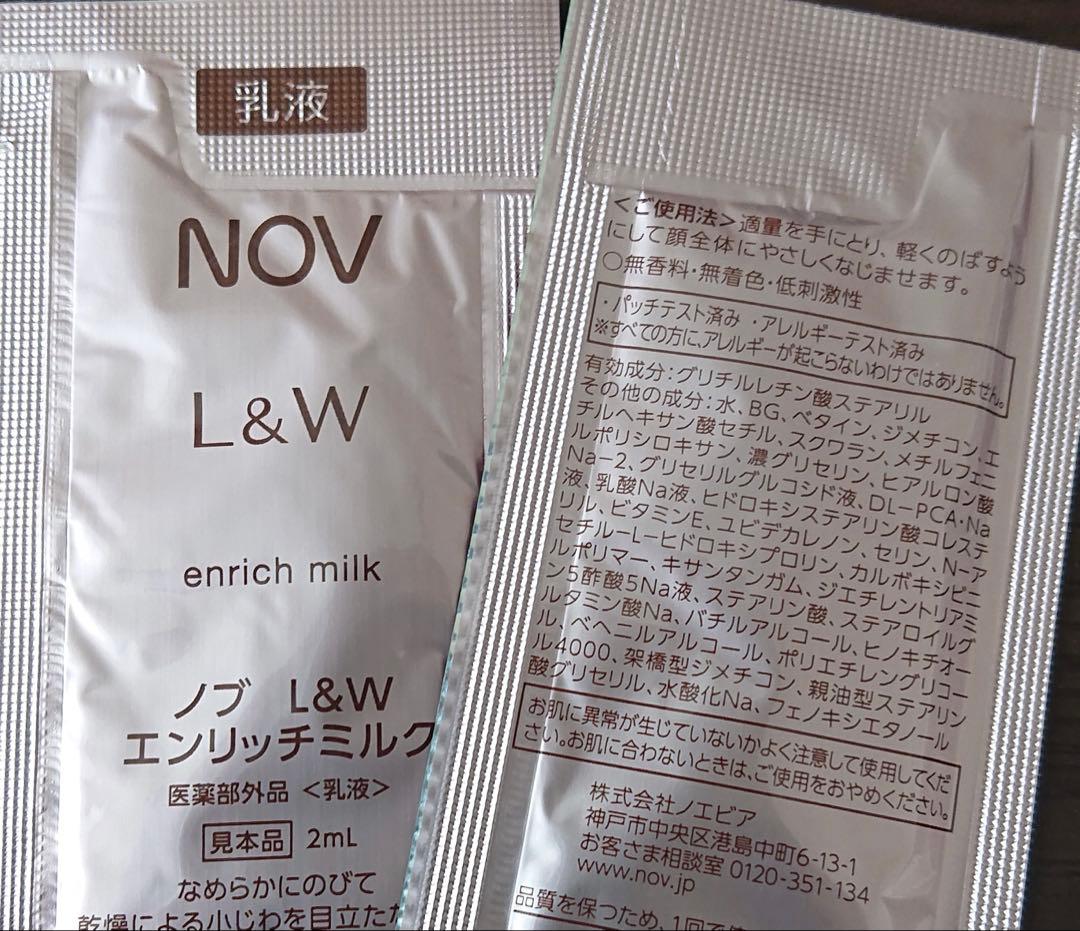 乳液
NOV
L&W
enrich milk
ノブ L&W
エンリッチミルク
医薬部外品 <乳液>
見本品 2mL
なめらかにのびて
乾燥による小じわを目立た
<ご使用法>適量を手にとり、軽くのばすよう
にして顔全体にやさしくなじませます。
○無香料・無着色・低刺激性
・パッチテスト済み ・アレルギーテスト済み
※すべての方に、アレルギーが起こらないわけではありません。
有効成分:グリチルレチン酸ステアリル
その他の成分:水、BG、ベタイン、ジメチコン、エ
チルヘキサン酸セチル、スクワラン、メチルフェニ
ルポリシロキサン、濃グリセリン、ヒアルロン酸
Na-2、グリセリルグルコシド液、DL-PCA・Na
液、乳酸Na液、ヒドロキシステアリン酸コレステ
リル、ビタミンE、ユビデカレノン、セリン、N-ア
セチル-L-ヒドロキシプロリン、カルボキシビニ
ルポリマー、キサンタンガム、ジエチレントリアミ
ン5酢酸5Na液、ステアリン酸、ステアロイルグ
ルタミン酸Na、バチルアルコール、ヒノキチオー
ル、ベヘニルアルコール、ポリエチレングリコー
ル4000、架橋型ジメチコン、親油型ステアリン
酸グリセリル、水酸化Na、フェノキシエタノール
お肌に異常が生じていないかよく注意して使用してくだ
さい。お肌に合わないときは、ご使用をおやめください。
株式会社ノエビア
神戸市中央区港島中町6-13-1
お客さま相談室 0120-351-134
www.nov.jp
品質を保つため、1回で